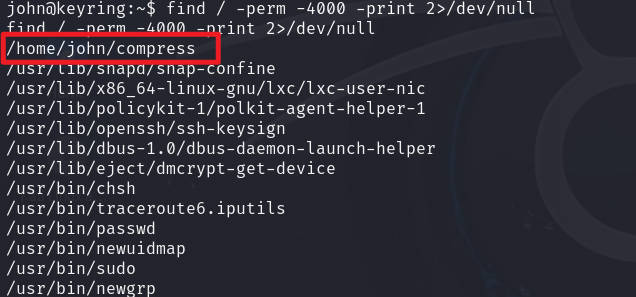 john@keyring:~$ find / -perm -4000 -print 2>/dev/null
find / -perm -4000 -print 2>/dev/null
/home/john/compress
/usr/lib/snapd/snap-confine
/usr/lib/x86_64-linux-gnu/lxc/lxc-user-nic
/usr/lib/policykit-1/polkit-agent-helper-1
/usr/lib/openssh/ssh-keysign
/usr/lib/dbus-1.0/dbus-daemon-launch-helper
/usr/lib/eject/dmcrypt-get-device
/usr/bin/chsh
/usr/bin/traceroute6.iputils
/usr/bin/passwd
/usr/bin/newuidmap
/usr/bin/sudo
/usr/bin/newgrp